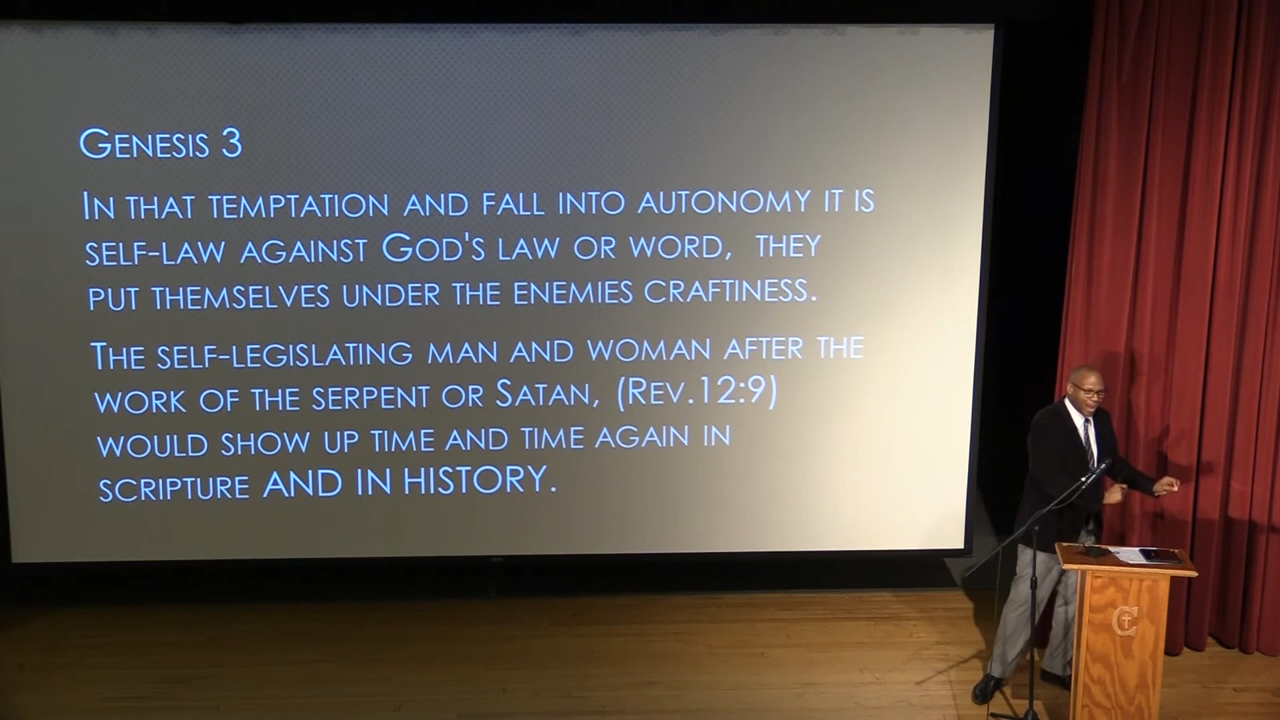 Genesis 3
In that temptation and fall into autonomy it is
self-law against God's law or word, they
put themselves under the enemies craftiness.
The self-legislating man and woman after the
work of the serpent or Satan, (Rev.12:9)
would show up time and time again in
scripture AND IN HISTORY.
C